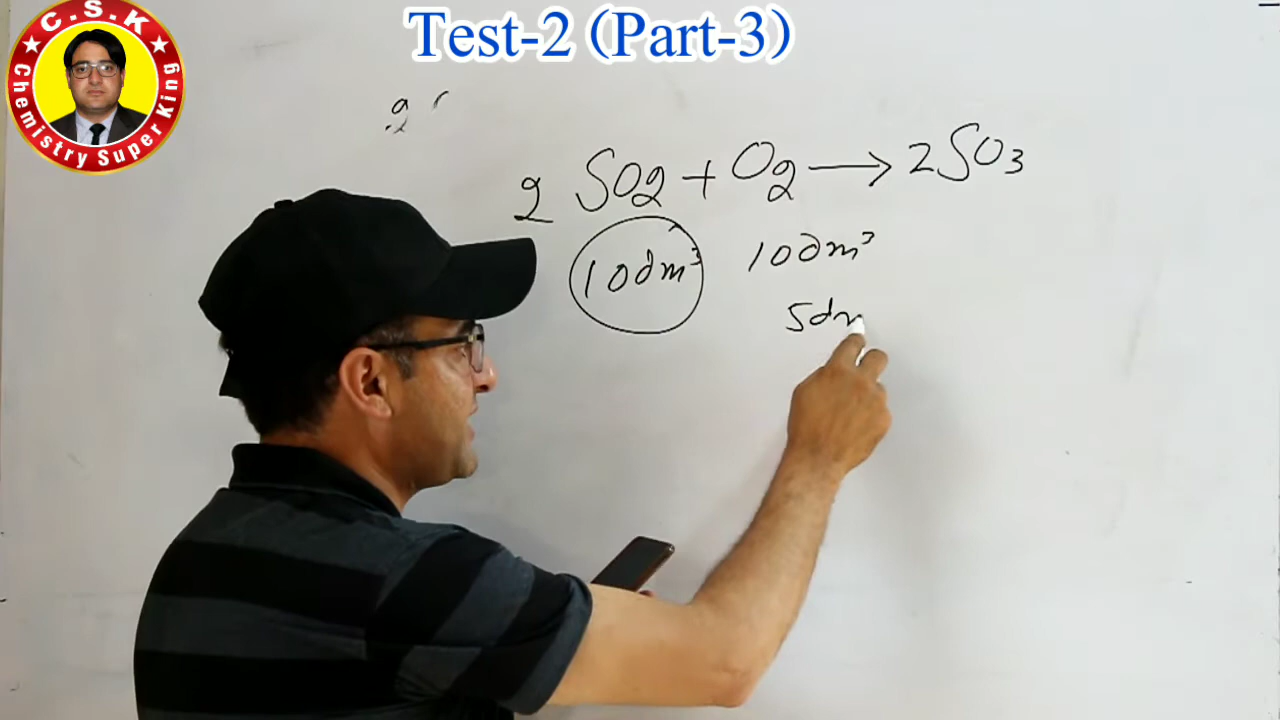 C.S.K
Chemistry Super King
Test-2 (Part-3)
2 SO2 + O2 → 2SO3
10dm³ 10dm³
5dm